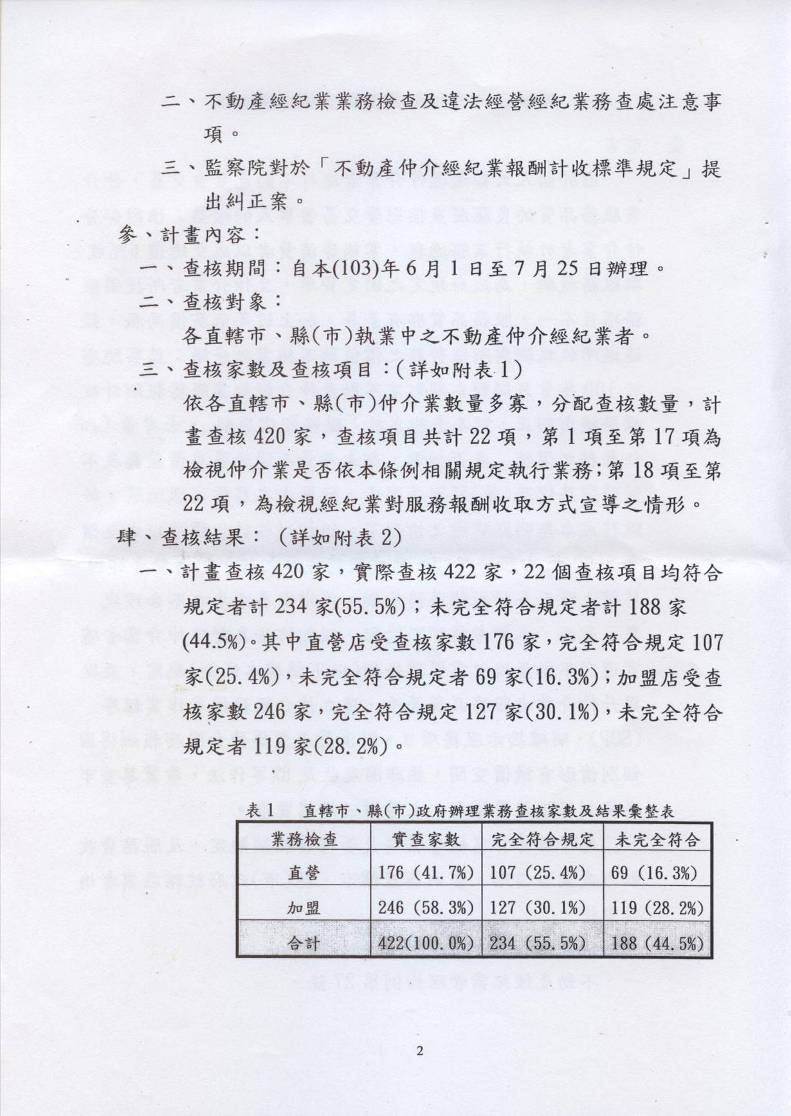 二、不動產經紀業業務檢查及違法經營經紀業務查處注意事
項。
三、監察院對於「不動產仲介經紀業報酬計收標準規定」提
出糾正案。
參、計畫內容：
一、查核期間：自本(103)年6月1日至7月25日辦理。
二、查核對象：
各直轄市、縣(市)執業中之不動產仲介經紀業者。
三、查核家數及查核項目：(詳如附表1)
依各直轄市、縣(市)仲介業數量多寡，分配查核數量，計
畫查核420家，查核項目共計22項，第1項至第17項為
檢視仲介業是否依本條例相關規定執行業務；第18項至第
22項，為檢視經紀業對服務報酬收取方式宣導之情形。
肆、查核結果：（詳如附表2）
一、計畫查核420家，實際查核422家，22個查核項目均符合
規定者計234家(55.5%)；未完全符合規定者計188家
(44.5%)。其中直營店受查核家數176家，完全符合規定107
家(25.4%)，未完全符合規定者69家(16.3%)；加盟店受查
核家數246家，完全符合規定127家(30.1%)，未完全符合
規定者119家(28.2%)。
表1 直轄市、縣(市)政府辦理業務查核家數及結果彙整表
業務檢查 實查家數 完全符合規定 未完全符合
直營 176 (41.7%) 107 (25.4%) 69 (16.3%)
加盟 246 (58.3%) 127 (30.1%) 119 (28.2%)
合計 422(100.0%) 234 (55.5%) 188 (44.5%)
2